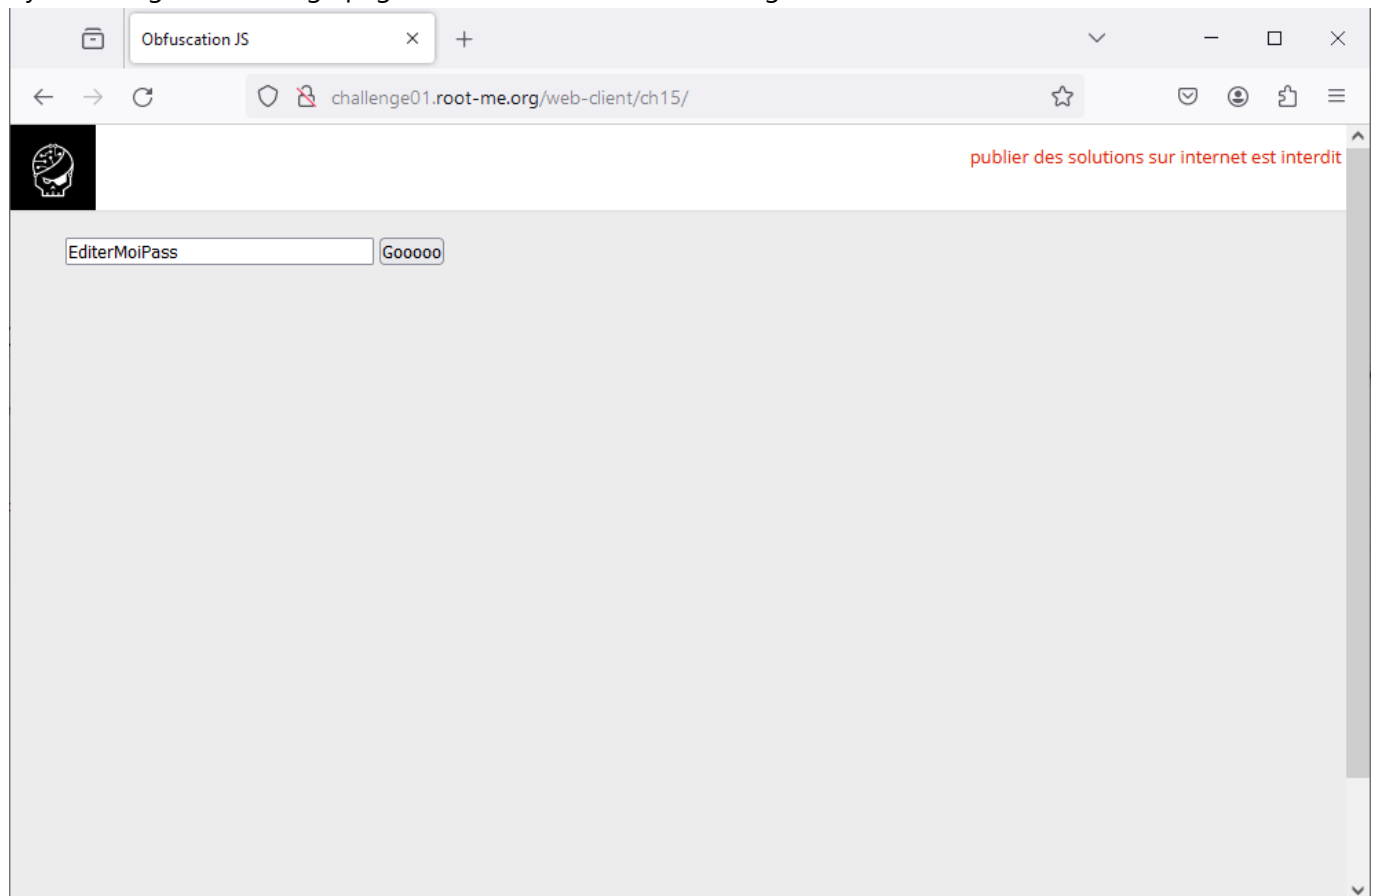 Obfuscation JS
challenge01.root-me.org/web-client/ch15/
publier des solutions sur internet est interdit
EditerMoiPass
Gooooo